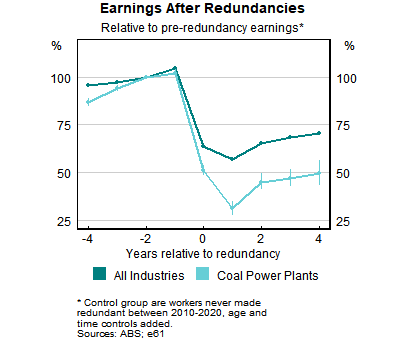 Earnings After Redundancies
Relative to pre-redundancy earnings*
% %
100 100
75 75
50 50
25 25
-4 -2 0 2 4
Years relative to redundancy
All Industries Coal Power Plants
* Control group are workers never made
redundant between 2010-2020, age and
time controls added.
Sources: ABS; e61